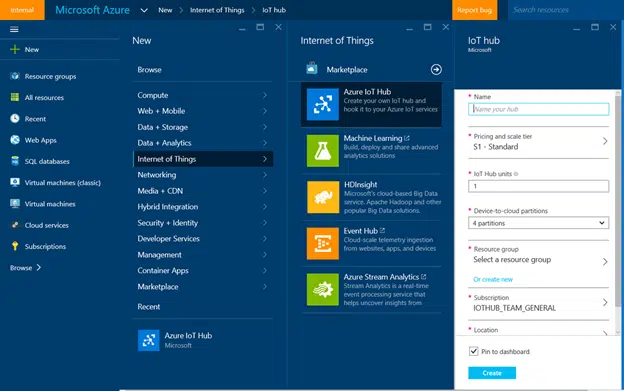 Internal
Microsoft Azure
New > Internet of Things > IoT hub
Report bug
Search resources
New
Resource groups
All resources
Recent
Web Apps
SQL databases
Virtual machines (classic)
Virtual machines
Cloud services
Subscriptions
Browse >
New
Browse
Compute
Web + Mobile
Data + Storage
Data + Analytics
Internet of Things
Networking
Media + CDN
Hybrid Integration
Security + Identity
Developer Services
Management
Container Apps
Marketplace
Recent
Azure IoT Hub
Microsoft
Internet of Things
Marketplace
Azure IoT Hub
Create your own IoT hub and
hook it to your Azure IoT services
Machine Learning
Build, deploy and share advanced
analytics solutions
HDInsight
Microsoft's cloud-based Big Data
service. Apache Hadoop and other
popular Big Data solutions.
Event Hub
Cloud-scale telemetry ingestion
from websites, apps, and devices
Azure Stream Analytics
Stream Analytics is a real-time
event processing service that
helps uncover insights from
IoT hub
Microsoft
* Name
Name your hub
* Pricing and scale tier
S1 - Standard
* IoT Hub units
1
* Device-to-cloud partitions
4 partitions
* Resource group
Select a resource group
Or create new
* Subscription
IOTHUB_TEAM_GENERAL
* Location
Pin to dashboard
Create